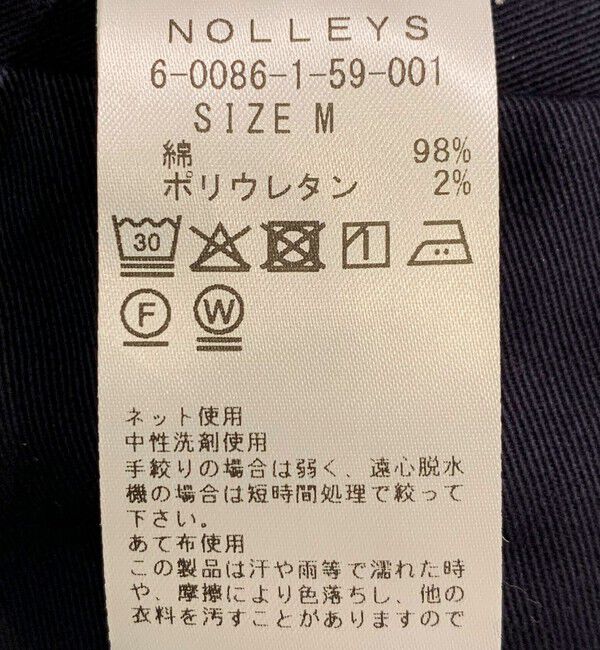 NOLLEYS
6-0086-1-59-001
SIZE M
綿 98%
ポリウレタン 2%
30
F W
ネット使用
中性洗剤使用
手絞りの場合は弱く、遠心脱水
機の場合は短時間処理で絞って
下さい。
あて布使用
この製品は汗や雨等で濡れた時
や、摩擦により色落ちし、他の
衣料を汚すことがありますので